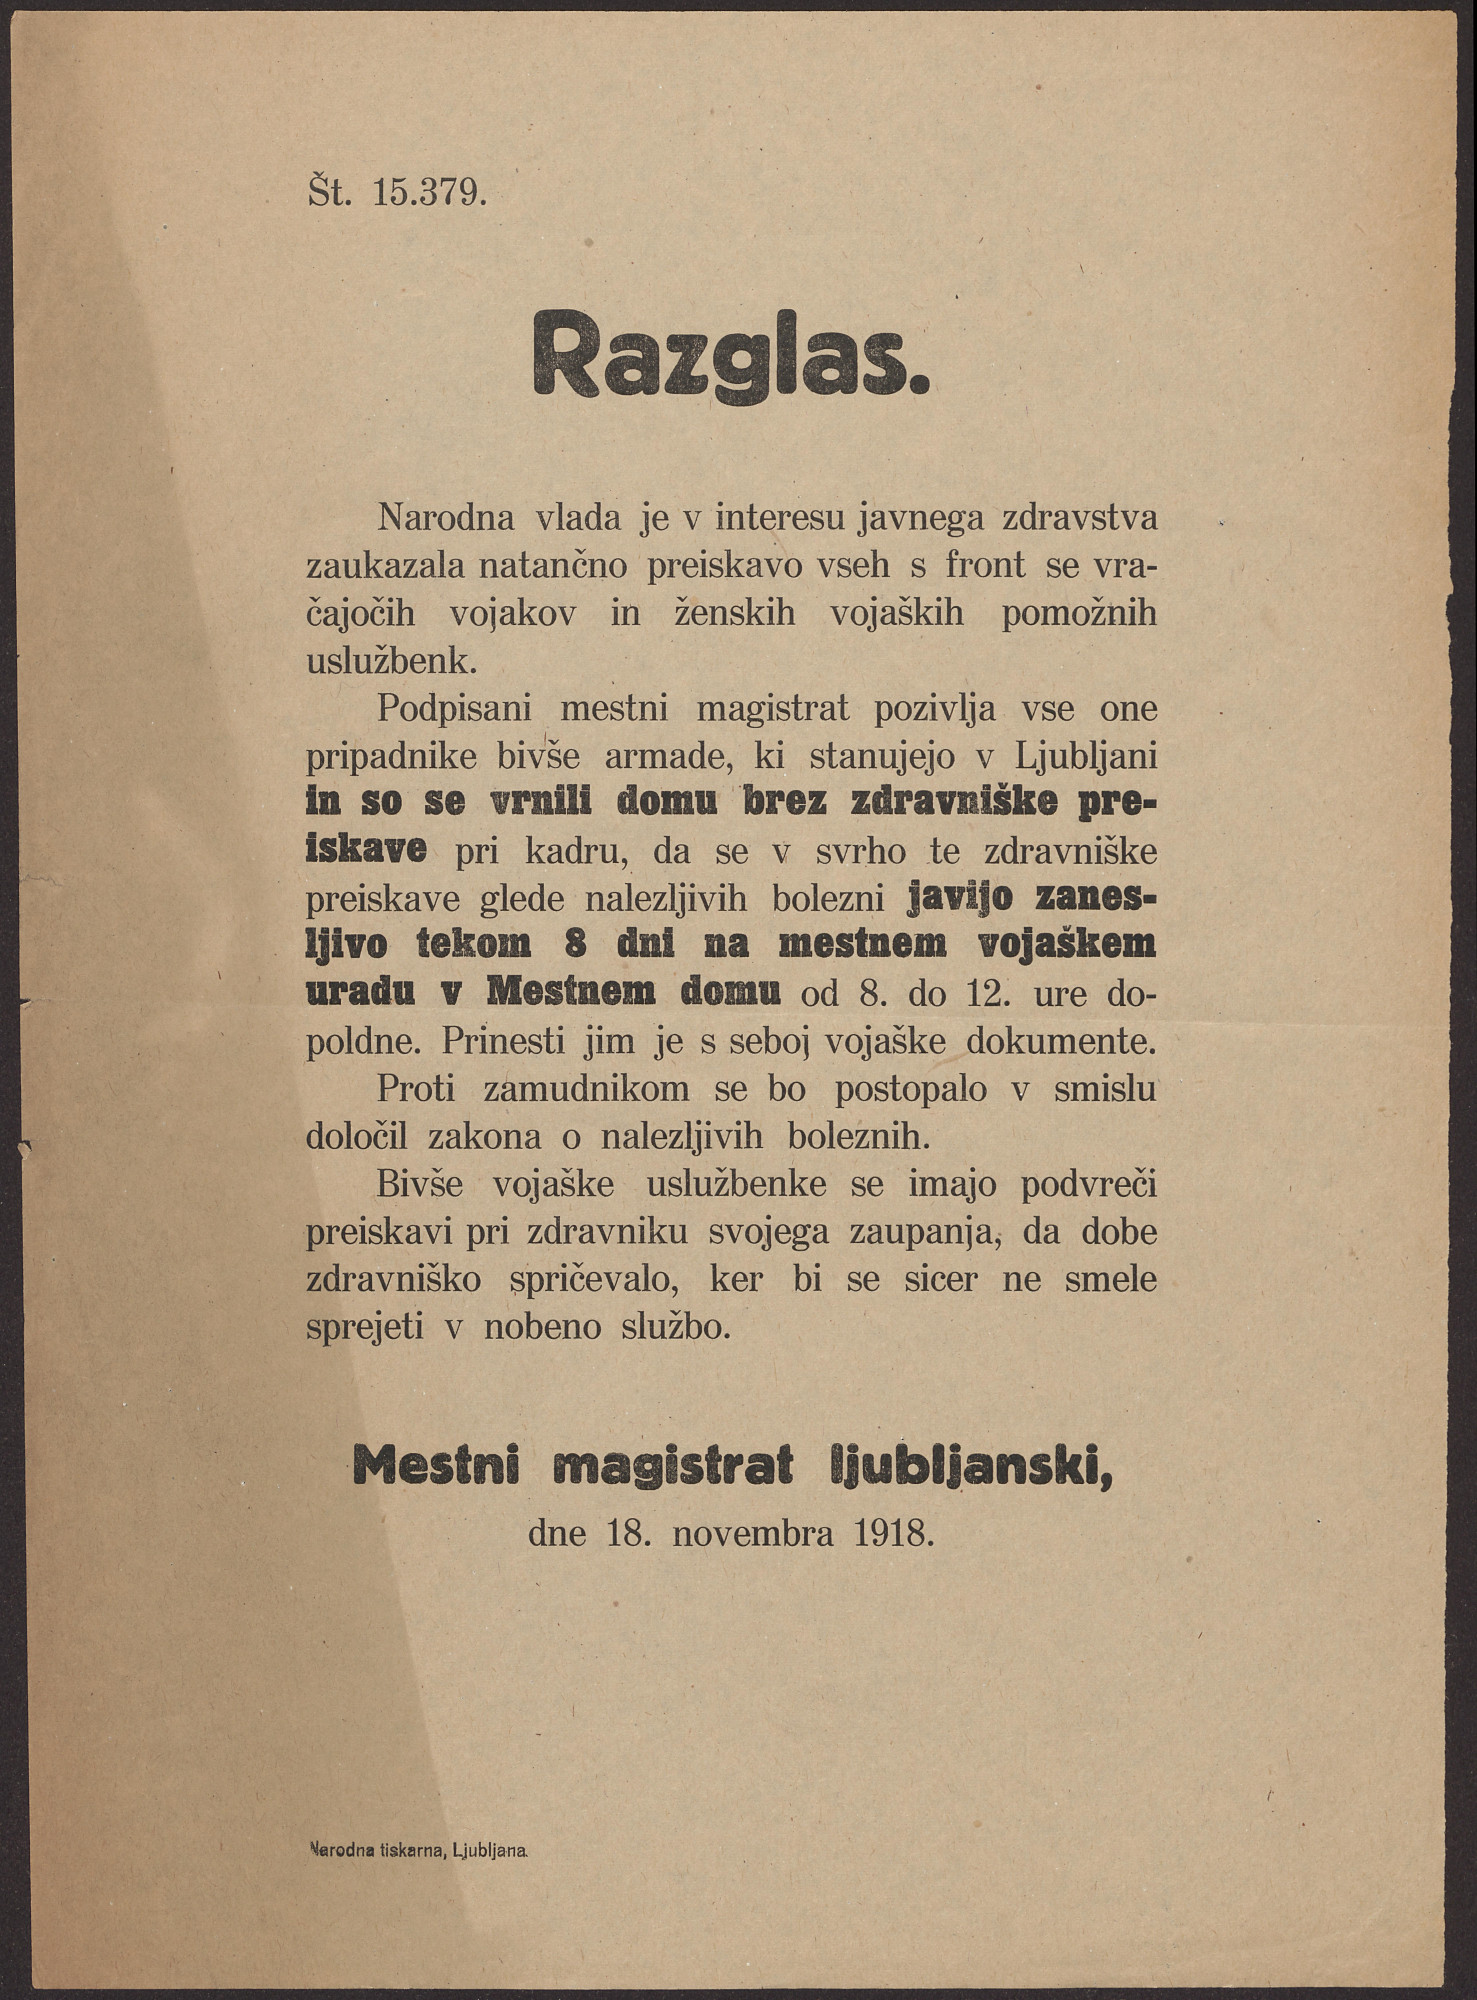 Št. 15.379.
Razglas.
Narodna vlada je v interesu javnega zdravstva
zaukazala natančno preiskavo vseh s front se vra-
čajočih vojakov in ženskih vojaških pomožnih
uslužbenk.
Podpisani mestni magistrat pozivlja vse one
pripadnike bivše armade, ki stanujejo v Ljubljani
in so se vrnili domu brez zdravniške pre-
iskave pri kadru, da se v svrho te zdravniške
preiskave glede nalezljivih bolezni javijo zanes-
ljivo tekom 8 dni na mestnem vojaškem
uradu v Mestnem domu od 8. do 12. ure do-
poldne. Prinesti jim je s seboj vojaške dokumente.
Proti zamudnikom se bo postopalo v smislu
določil zakona o nalezljivih boleznih.
Bivše vojaške uslužbenke se imajo podvreči
preiskavi pri zdravniku svojega zaupanja, da dobe
zdravniško spričevalo, ker bi se sicer ne smele
sprejeti v nobeno službo.
Mestni magistrat ljubljanski,
dne 18. novembra 1918.
Narodna tiskarna, Ljubljana.